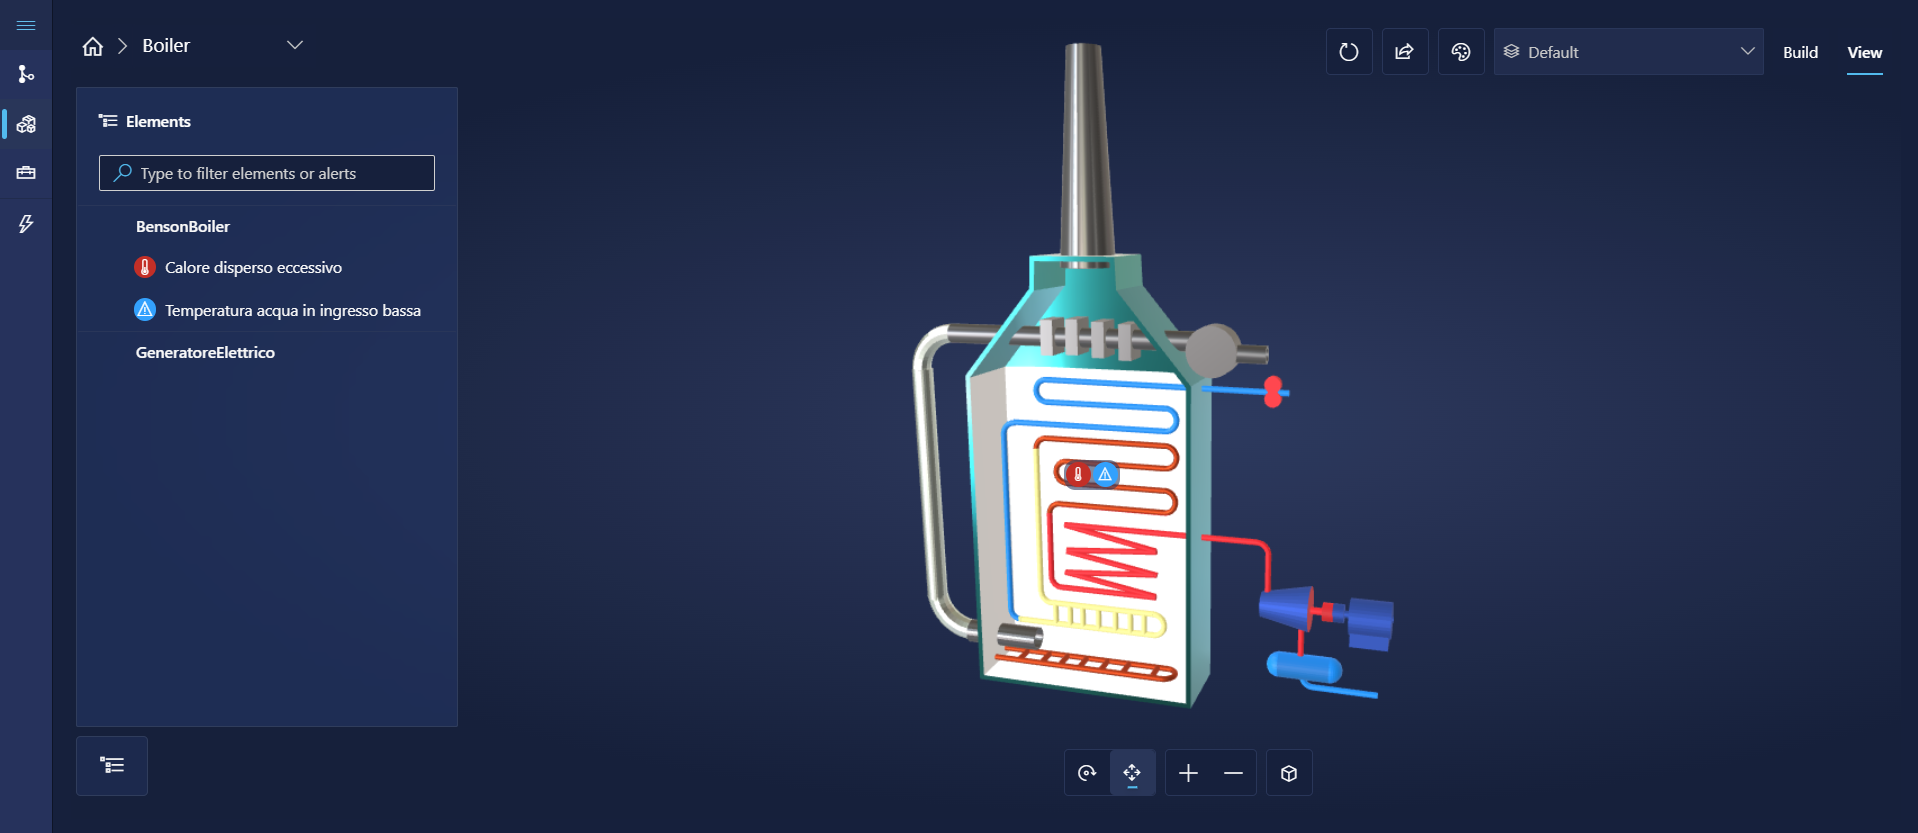 Boiler
Default
Build
View
Elements
Type to filter elements or alerts
BensonBoiler
Calore disperso eccessivo
Temperatura acqua in ingresso bassa
GeneratoreElettrico